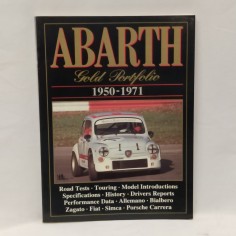 ABARTH
Gold Portfolio
1950-1971
Road Tests · Touring · Model Introductions
Specifications · History · Drivers Reports
Performance Data · Allemano · Bialbero
Zagato · Fiat · Simca · Porsche Carrera